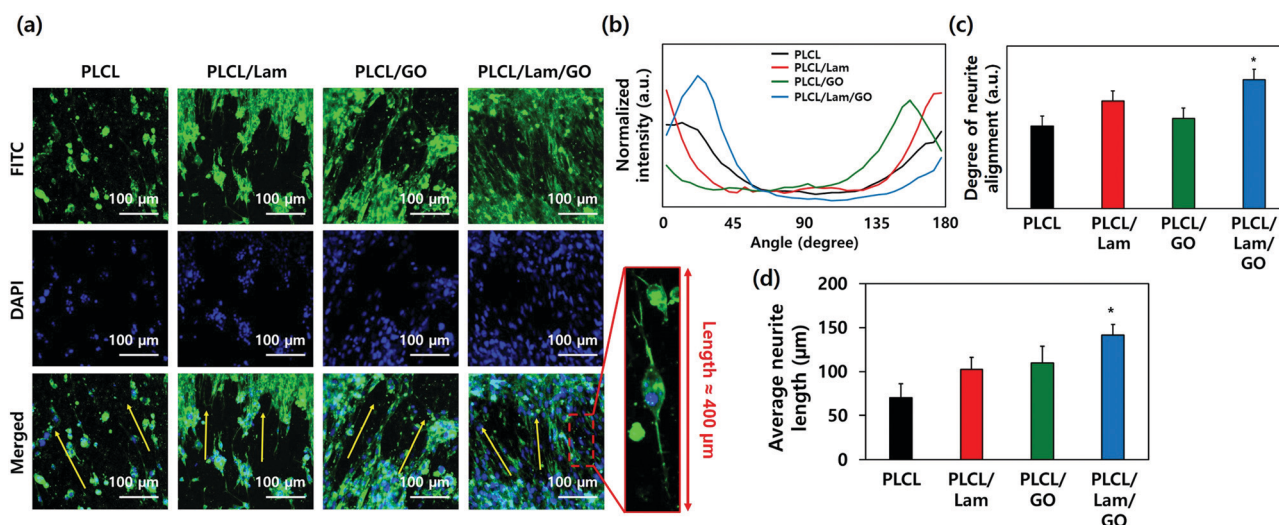 (a)
PLCL PLCL/Lam PLCL/GO PLCL/Lam/GO
FITC
100 μm 100 μm 100 μm 100 μm
DAPI
100 μm 100 μm 100 μm 100 μm
Merged
100 μm 100 μm 100 μm 100 μm
Length ≈ 400 μm
(b)
Normalized
intensity (a.u.)
PLCL
PLCL/Lam
PLCL/GO
PLCL/Lam/GO
0 45 90 135 180
Angle (degree)
(c)
Degree of neurite
alignment (a.u.)
*
PLCL PLCL/ PLCL/ PLCL/
Lam GO Lam/
GO
(d)
Average neurite
length (μm)
200
150
100
50
0
*
PLCL PLCL/ PLCL/ PLCL/
Lam GO Lam/
GO